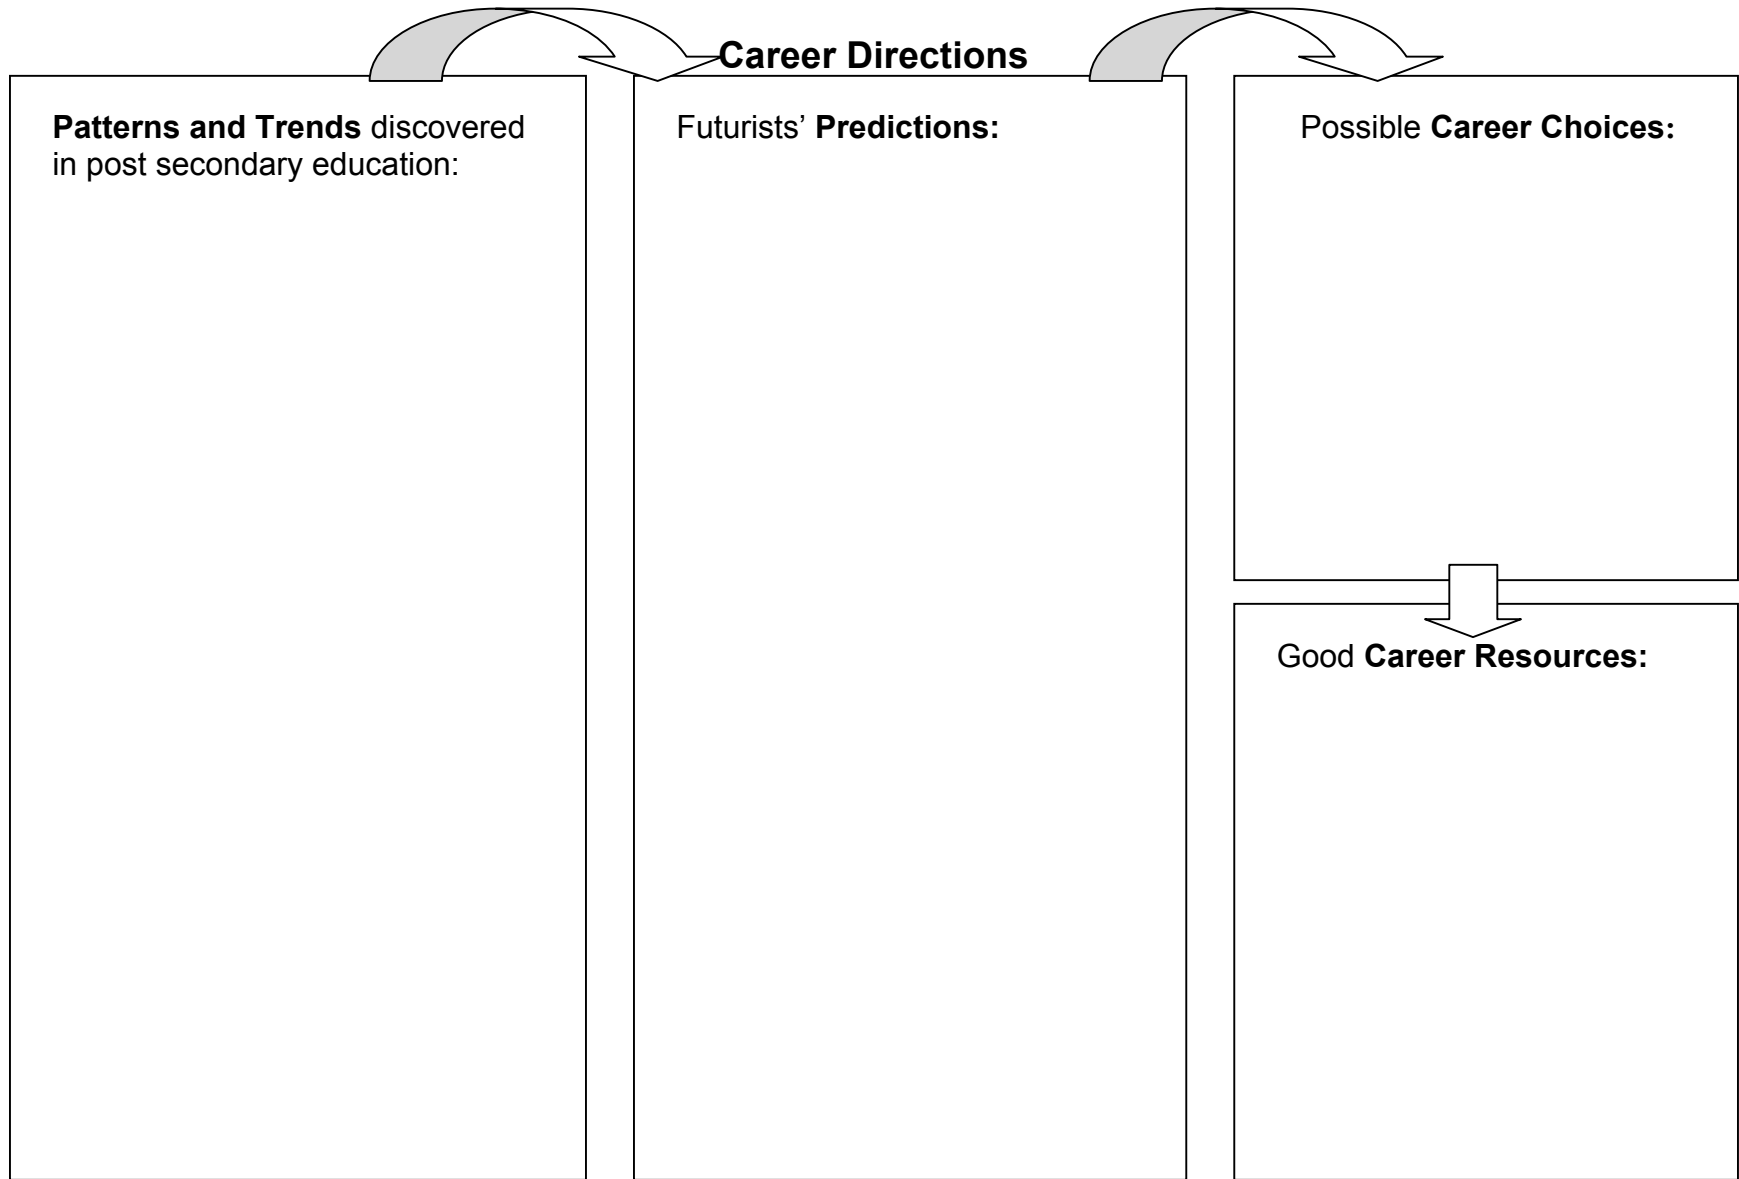 Career Directions
Patterns and Trends discovered
in post secondary education:
Futurists’ Predictions:
Possible Career Choices:
Good Career Resources: